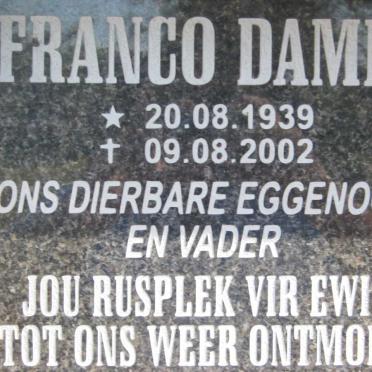 FRANCO DAMI
★ 20.08.1939
✝ 09.08.2002
ONS DIERBARE EGGENO
EN VADER
JOU RUSPLEK VIR EWI
TOT ONS WEER ONTMO